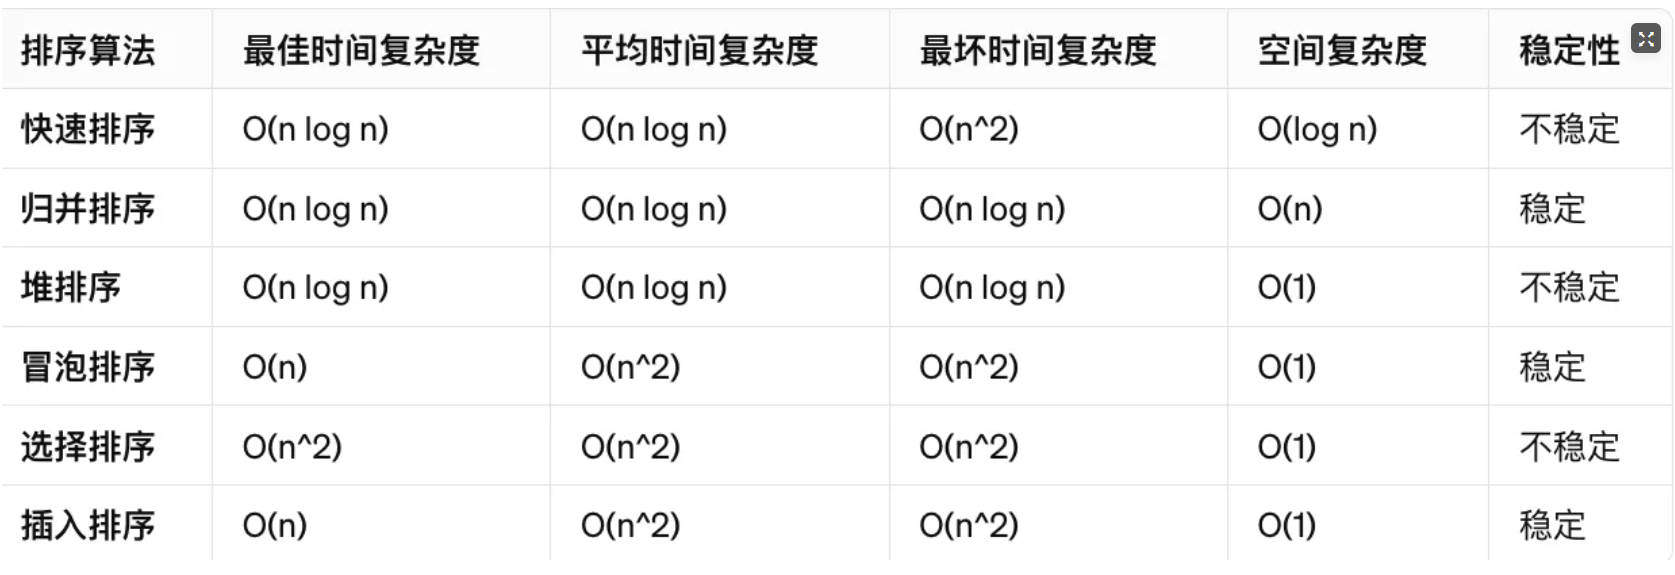 排序算法 最佳时间复杂度 平均时间复杂度 最坏时间复杂度 空间复杂度 稳定性
快速排序 O(n log n) O(n log n) O(n^2) O(log n) 不稳定
归并排序 O(n log n) O(n log n) O(n log n) O(n) 稳定
堆排序 O(n log n) O(n log n) O(n log n) O(1) 不稳定
冒泡排序 O(n) O(n^2) O(n^2) O(1) 稳定
选择排序 O(n^2) O(n^2) O(n^2) O(1) 不稳定
插入排序 O(n) O(n^2) O(n^2) O(1) 稳定